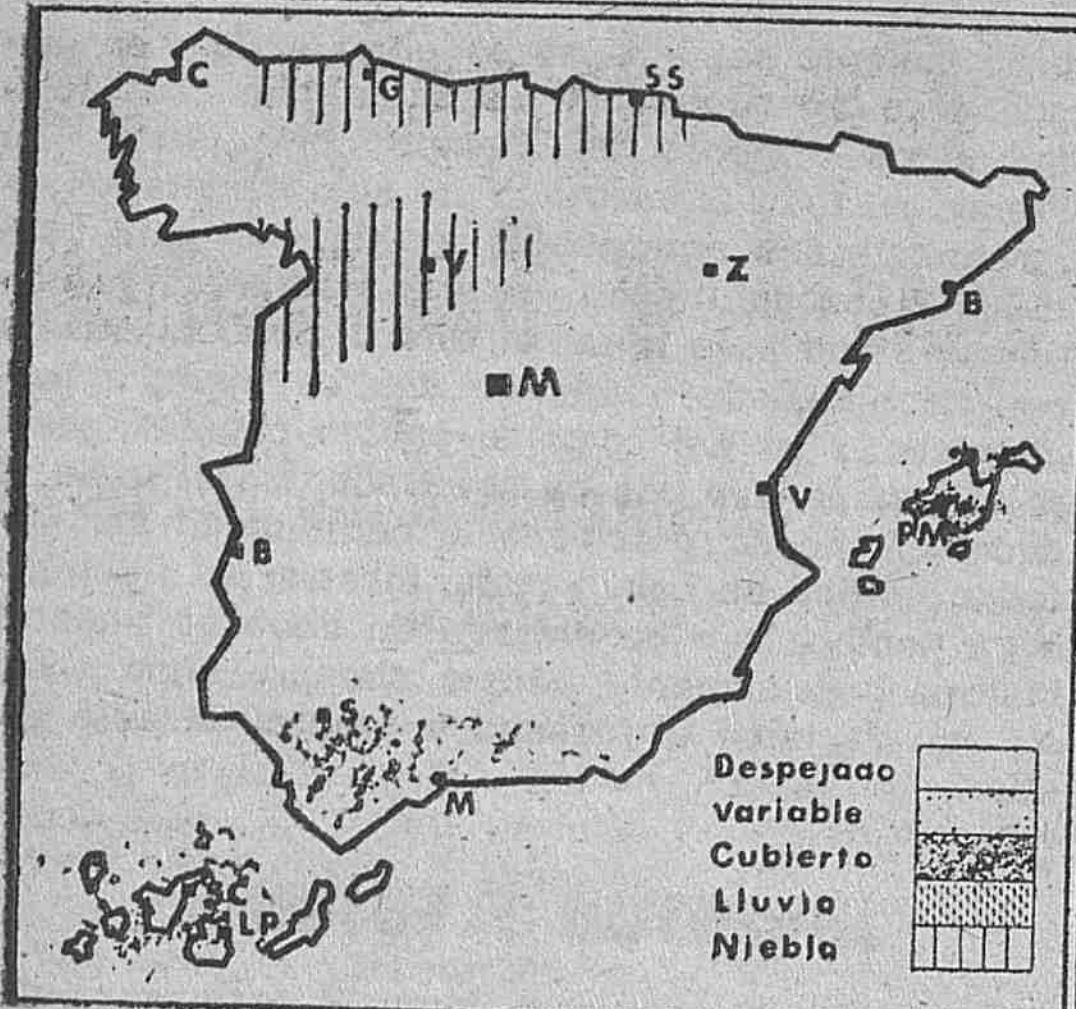 C
G
SS
V
Z
B
M
V
PM
B
S
M
C
LP
Despejado
Variable
Cubierto
Lluvia
Niebla